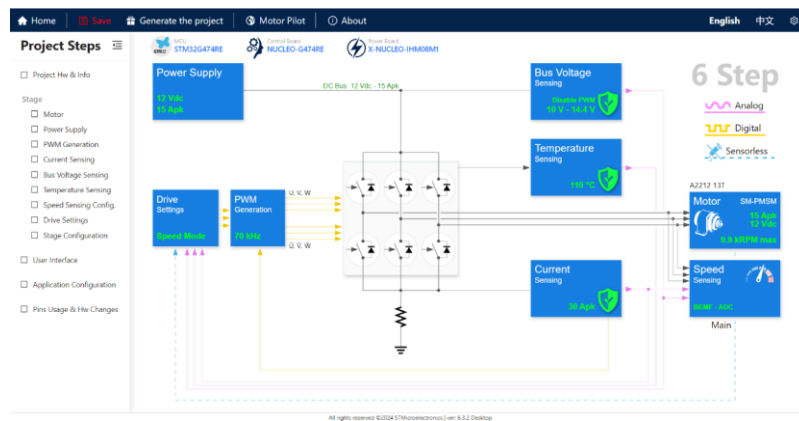 Home Save Generate the project Motor Pilot About English 中文
Project Steps
MCU
STM32G474RE
Control Board
NUCLEO-G474RE
Power Board
X-NUCLEO-IHM08M1
Project Hw & Info
Stage
Motor
Power Supply
PWM Generation
Current Sensing
Bus Voltage Sensing
Temperature Sensing
Speed Sensing Config.
Drive Settings
Stage Configuration
User Interface
Application Configuration
Pins Usage & Hw Changes
Power Supply
12 Vdc
15 Apk
DC Bus: 12 Vdc - 15 Apk
Bus Voltage
Sensing
Disable PWM
10 V - 14.4 V
6 Step
Analog
Digital
Sensorless
Temperature
Sensing
110 °C
Drive
Settings
Speed Mode
PWM
Generation
70 kHz
U, V, W
Ū, V̄, W̄
A2212 13T
Motor SM-PMSM
15 Apk
12 Vdc
9.9 kRPM max
Current
Sensing
30 Apk
Speed
Sensing
BEMF - ADC
Main
All rights reserved ©2024 STMicroelectronics | ver. 6.3.2 Desktop